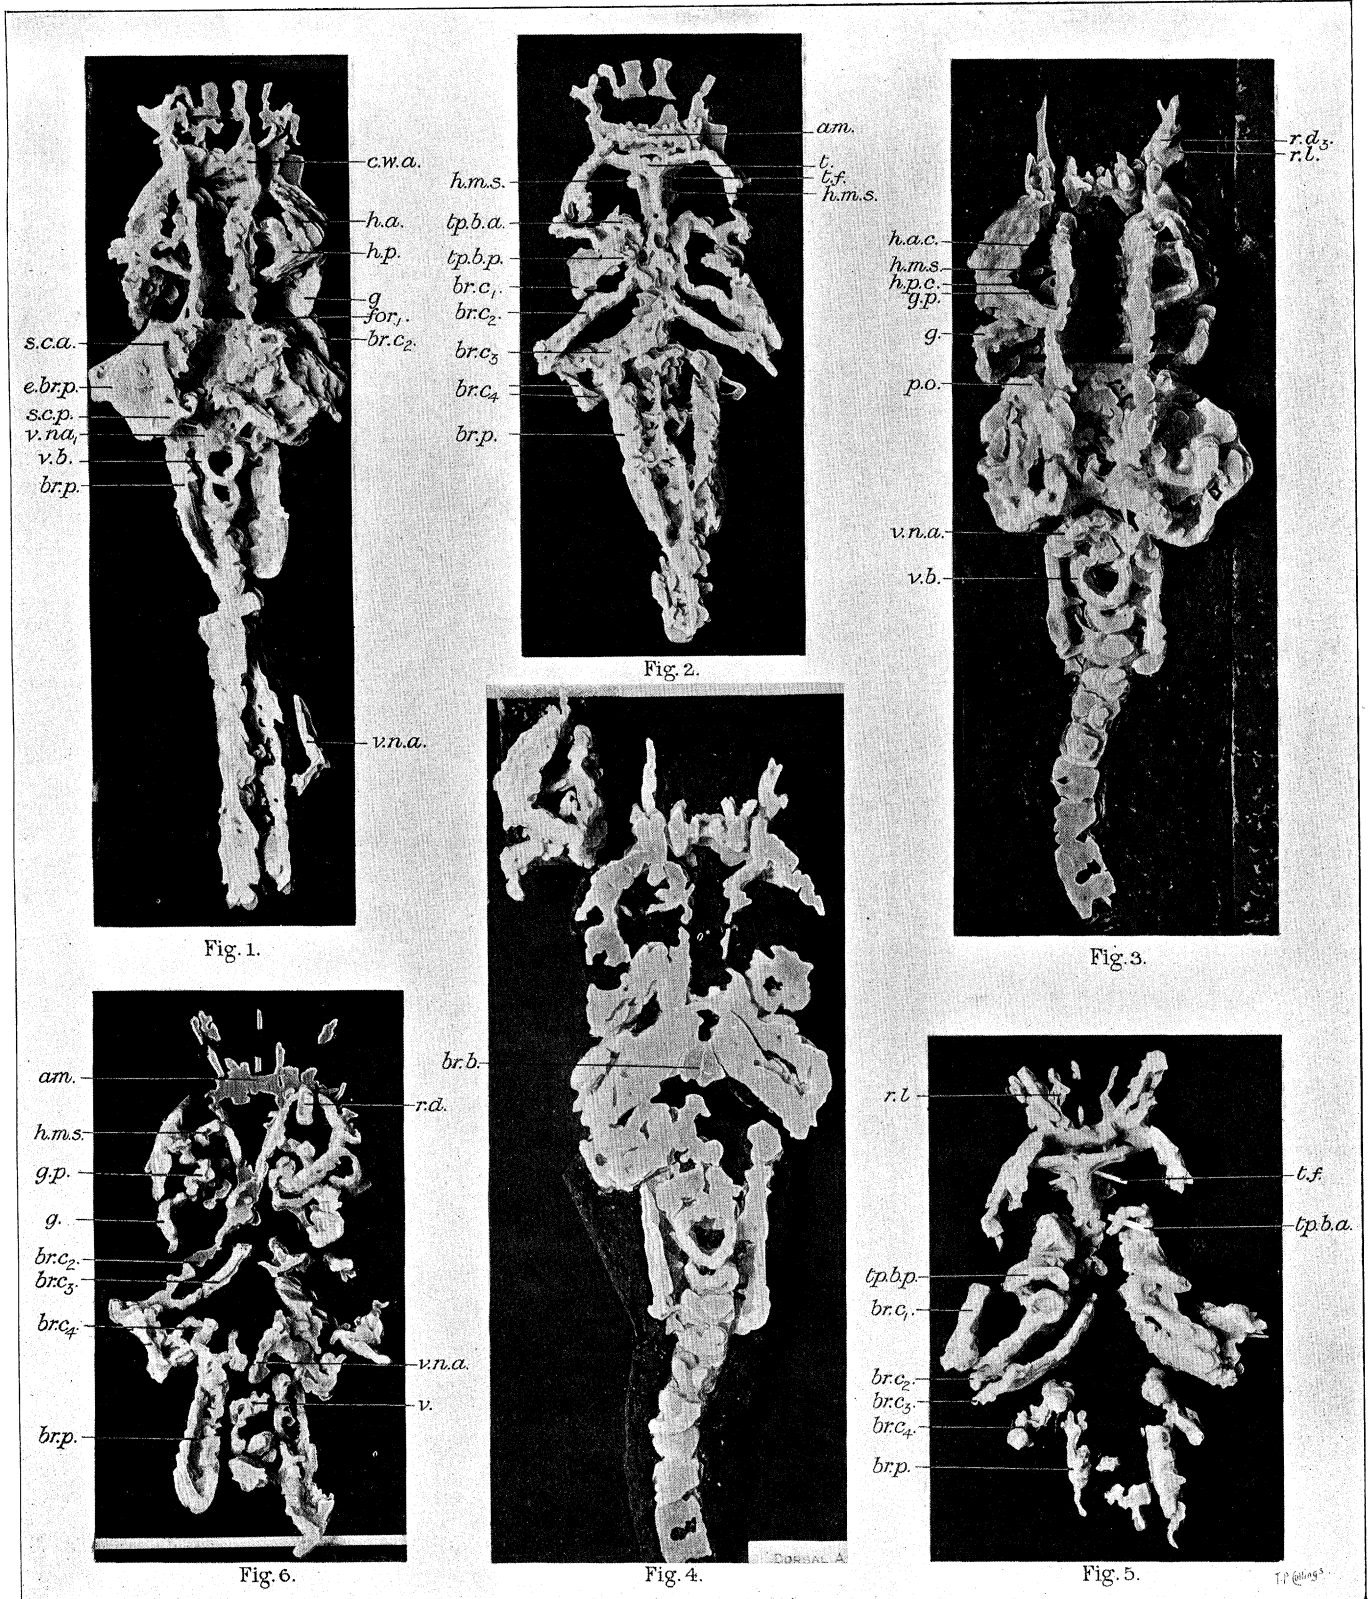 c.w.a.
h.a.
h.p.
g
for₁.
br.c₂.
s.c.a.
e.br.p.
s.c.p.
v.na₁
v.b.
br.p.
v.n.a.
Fig. 1.
am.
t.
t.f.
h.m.s.
h.m.s.
tp.b.a.
tp.b.p.
br.c₁
br.c₂.
br.c₃
br.c₄
br.p.
Fig. 2.
r.d₃.
r.l.
h.a.c.
h.m.s.
h.p.c.
g.p.
g.
p.o.
v.n.a.
v.b.
Fig. 3.
am.
r.d.
h.m.s.
g.p.
g.
br.c₂.
br.c₃.
br.c₄.
v.n.a.
v.
br.p.
Fig. 6.
br.b.
DORSAL A
Fig. 4.
r.l
t.f.
tp.b.a.
tp.b.p.
br.c₁
br.c₂.
br.c₃.
br.c₄.
br.p.
Fig. 5.
T.P. Collings.